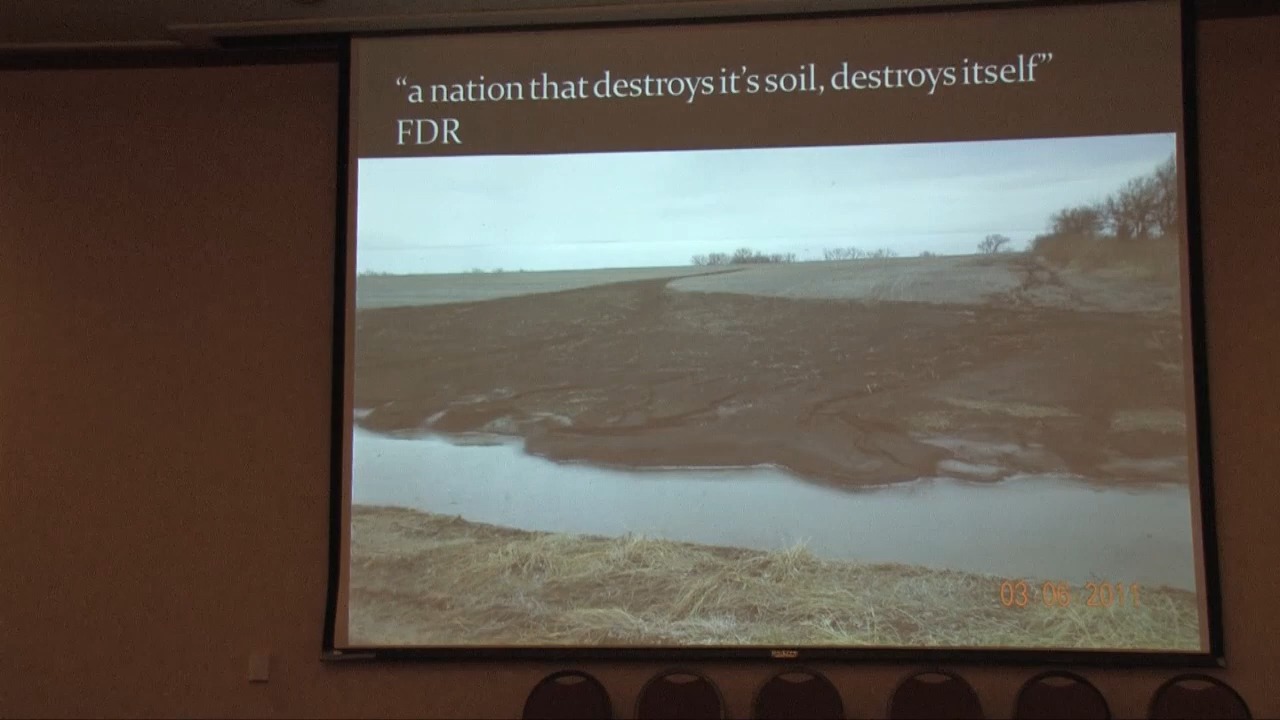 “a nation that destroys it’s soil, destroys itself”
FDR
03 06 2011